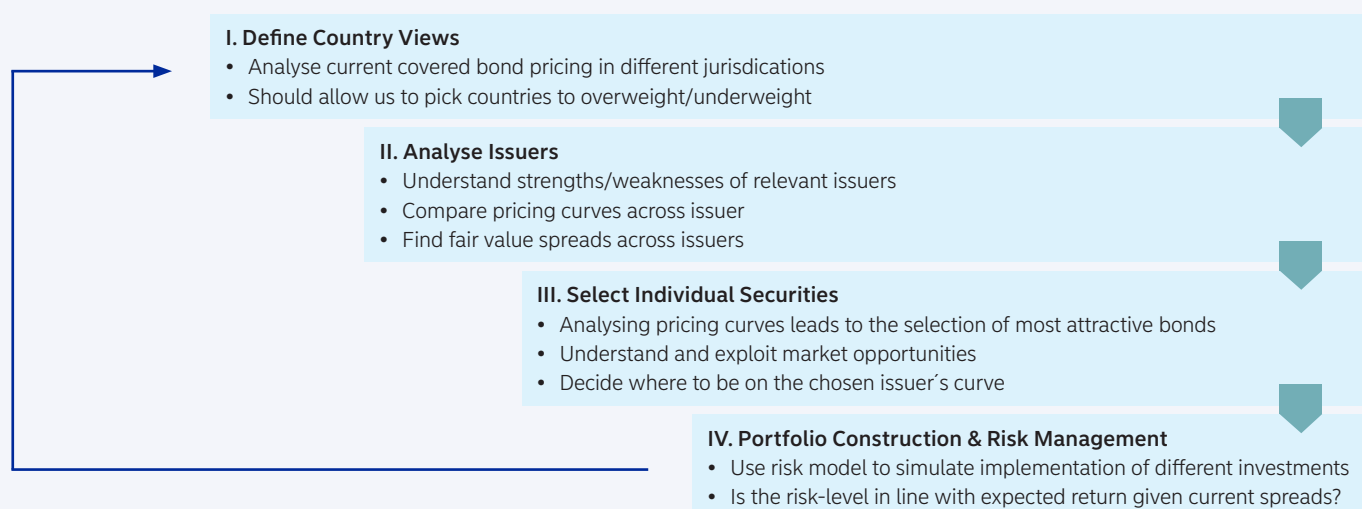 I. Define Country Views
• Analyse current covered bond pricing in different jurisdications
• Should allow us to pick countries to overweight/underweight
II. Analyse Issuers
• Understand strengths/weaknesses of relevant issuers
• Compare pricing curves across issuer
• Find fair value spreads across issuers
III. Select Individual Securities
• Analysing pricing curves leads to the selection of most attractive bonds
• Understand and exploit market opportunities
• Decide where to be on the chosen issuer´s curve
IV. Portfolio Construction & Risk Management
• Use risk model to simulate implementation of different investments
• Is the risk-level in line with expected return given current spreads?